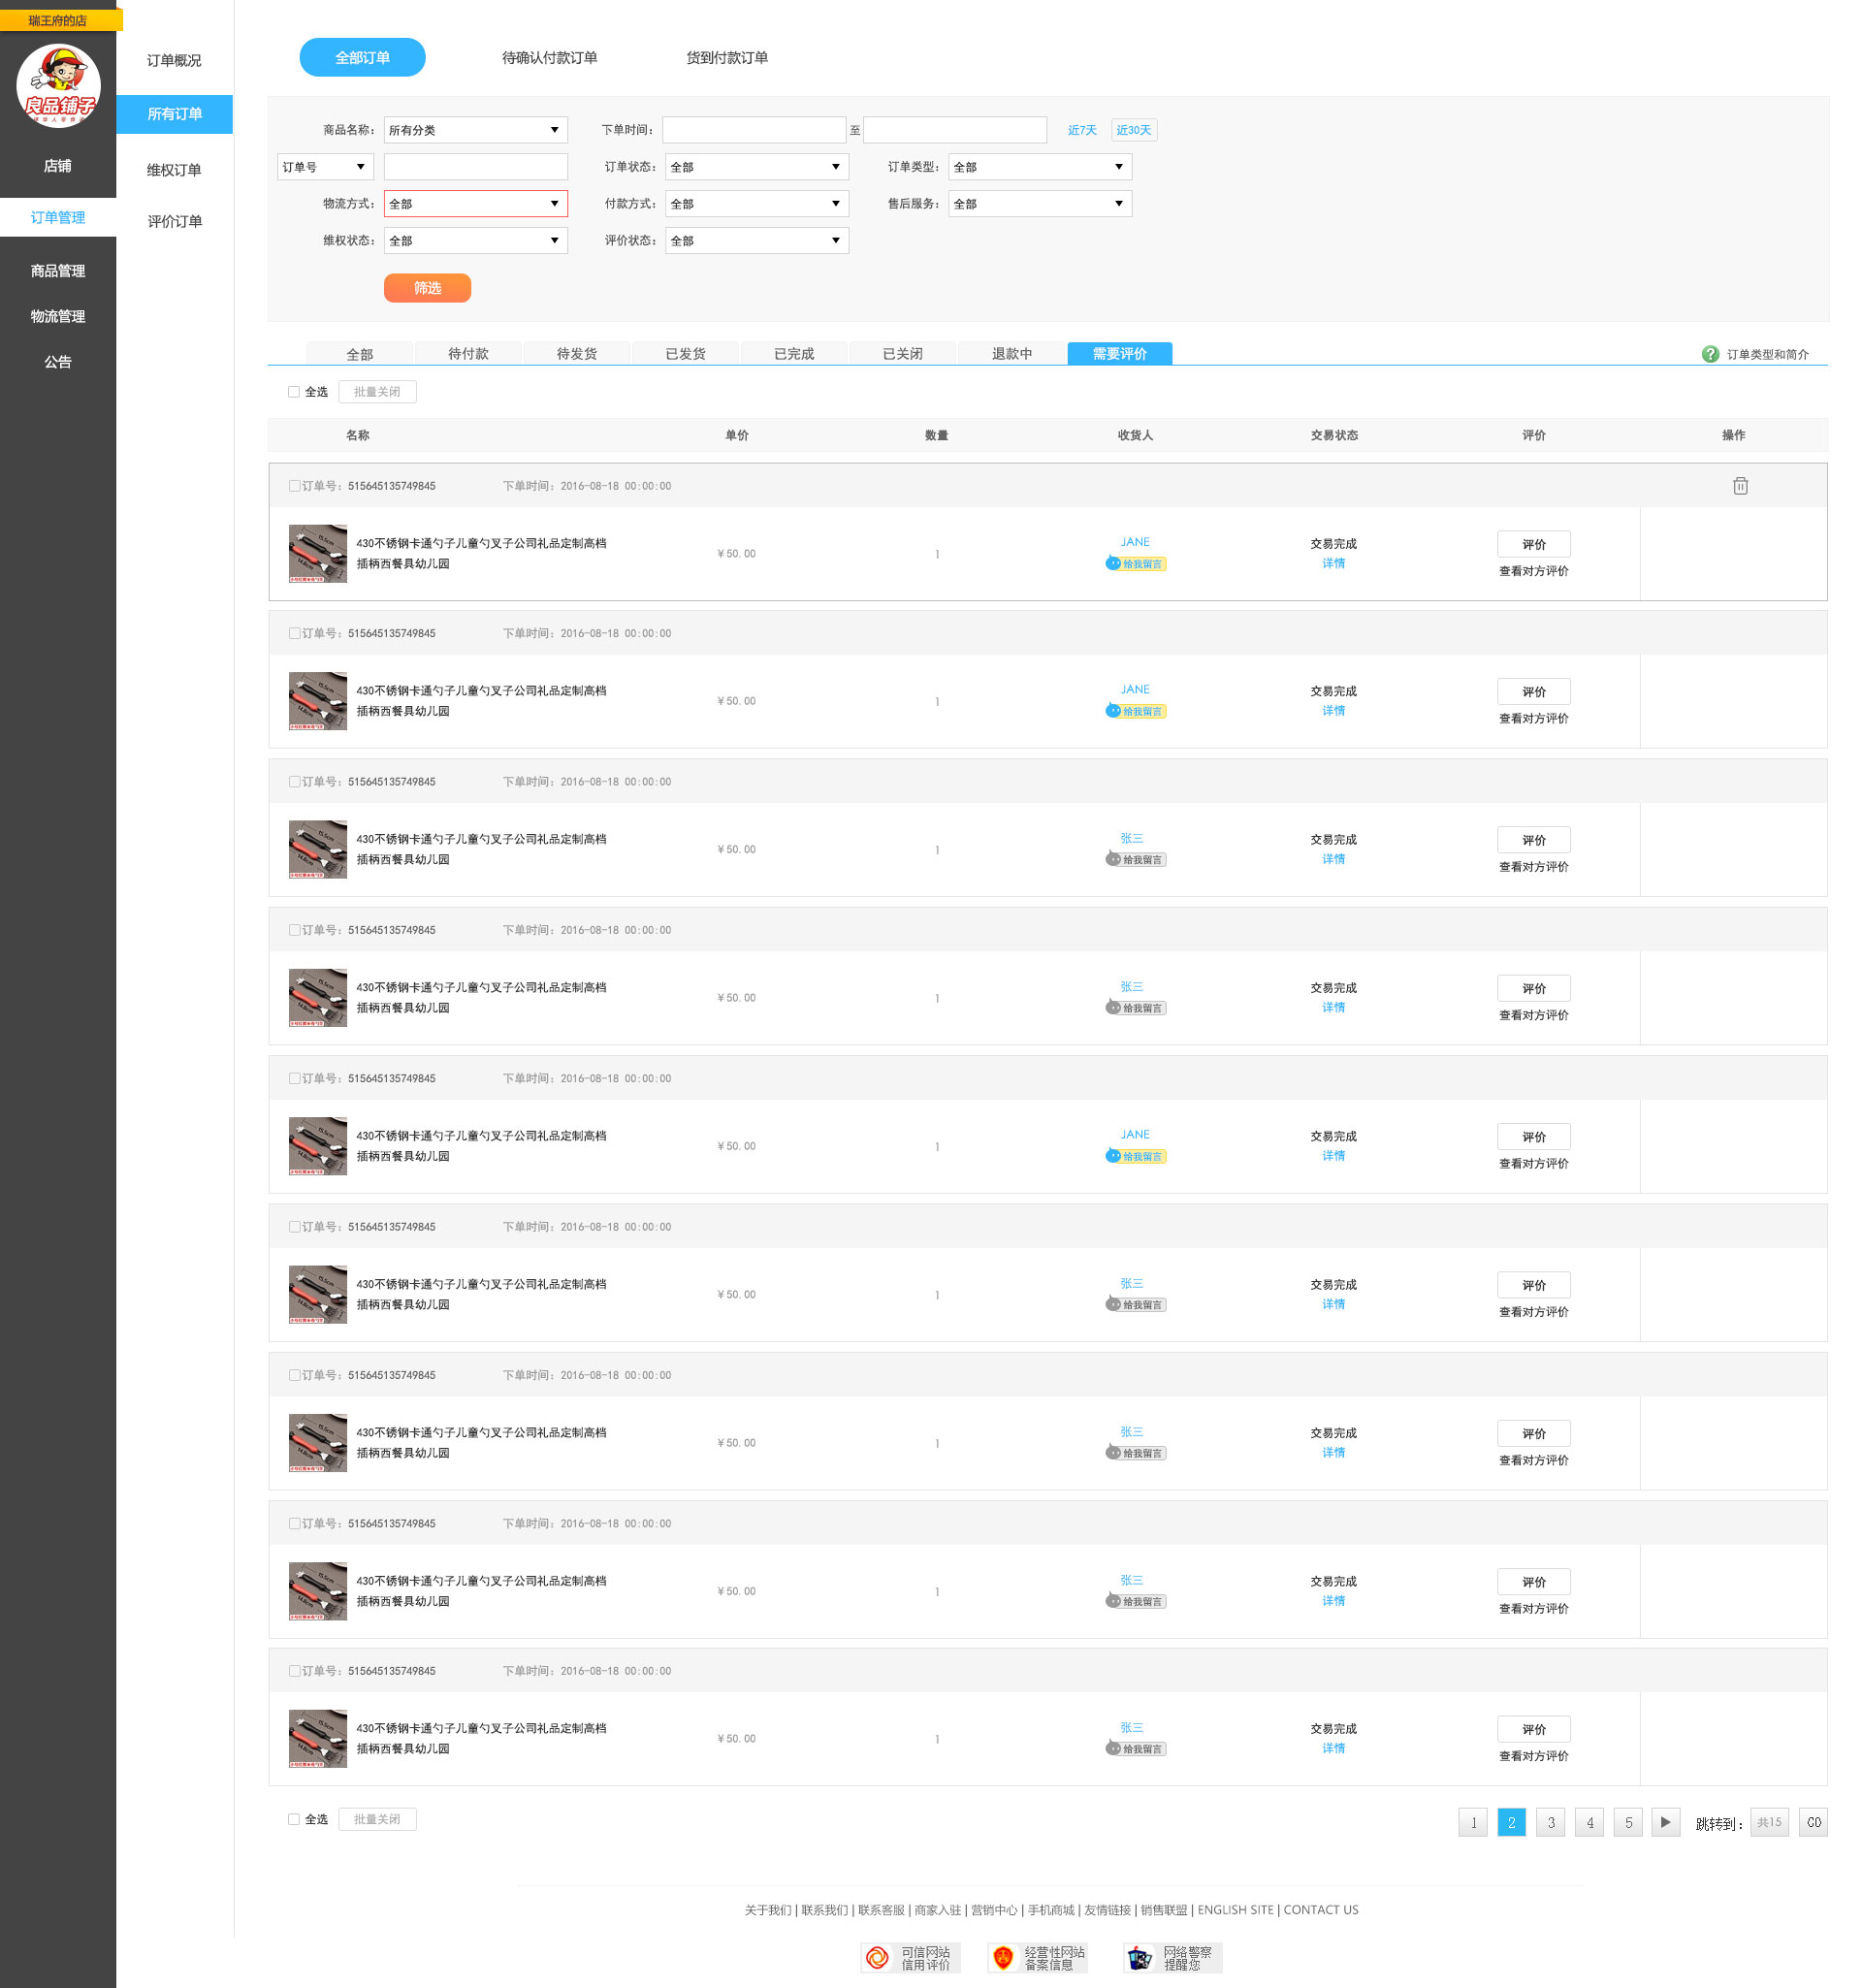 瑞王府的店
良品铺子
店铺
订单管理
商品管理
物流管理
公告
订单概况
所有订单
维权订单
评价订单
全部订单 待确认付款订单 货到付款订单
商品名称： 所有分类 下单时间： 至 近7天 近30天
订单号 订单状态： 全部 订单类型： 全部
物流方式： 全部 付款方式： 全部 售后服务： 全部
维权状态： 全部 评价状态： 全部
筛选
全部 待付款 待发货 已发货 已完成 已关闭 退款中 需要评价 ? 订单类型和简介
全选 批量关闭
名称 单价 数量 收货人 交易状态 评价 操作
订单号：515645135749845 下单时间：2016-08-18 00:00:00
15.5cm
14.8cm
430不锈钢卡通勺子儿童勺叉子公司礼品定制高档
插柄西餐具幼儿园
￥50.00 1
JANE
给我留言
交易完成
详情
评价
查看对方评价
订单号：515645135749845 下单时间：2016-08-18 00:00:00
15.5cm
14.8cm
430不锈钢卡通勺子儿童勺叉子公司礼品定制高档
插柄西餐具幼儿园
￥50.00 1
JANE
给我留言
交易完成
详情
评价
查看对方评价
订单号：515645135749845 下单时间：2016-08-18 00:00:00
15.5cm
14.8cm
430不锈钢卡通勺子儿童勺叉子公司礼品定制高档
插柄西餐具幼儿园
￥50.00 1
张三
给我留言
交易完成
详情
评价
查看对方评价
订单号：515645135749845 下单时间：2016-08-18 00:00:00
15.5cm
14.8cm
430不锈钢卡通勺子儿童勺叉子公司礼品定制高档
插柄西餐具幼儿园
￥50.00 1
张三
给我留言
交易完成
详情
评价
查看对方评价
订单号：515645135749845 下单时间：2016-08-18 00:00:00
15.5cm
14.8cm
430不锈钢卡通勺子儿童勺叉子公司礼品定制高档
插柄西餐具幼儿园
￥50.00 1
JANE
给我留言
交易完成
详情
评价
查看对方评价
订单号：515645135749845 下单时间：2016-08-18 00:00:00
15.5cm
14.8cm
430不锈钢卡通勺子儿童勺叉子公司礼品定制高档
插柄西餐具幼儿园
￥50.00 1
张三
给我留言
交易完成
详情
评价
查看对方评价
订单号：515645135749845 下单时间：2016-08-18 00:00:00
15.5cm
14.8cm
430不锈钢卡通勺子儿童勺叉子公司礼品定制高档
插柄西餐具幼儿园
￥50.00 1
张三
给我留言
交易完成
详情
评价
查看对方评价
订单号：515645135749845 下单时间：2016-08-18 00:00:00
15.5cm
14.8cm
430不锈钢卡通勺子儿童勺叉子公司礼品定制高档
插柄西餐具幼儿园
￥50.00 1
张三
给我留言
交易完成
详情
评价
查看对方评价
订单号：515645135749845 下单时间：2016-08-18 00:00:00
15.5cm
14.8cm
430不锈钢卡通勺子儿童勺叉子公司礼品定制高档
插柄西餐具幼儿园
￥50.00 1
张三
给我留言
交易完成
详情
评价
查看对方评价
全选 批量关闭
1 2 3 4 5 跳转到： 共15 GO
关于我们 | 联系我们 | 联系客服 | 商家入驻 | 营销中心 | 手机商城 | 友情链接 | 销售联盟 | ENGLISH SITE | CONTACT US
可信网站
信用评价
经营性网站
备案信息
网络警察
提醒您